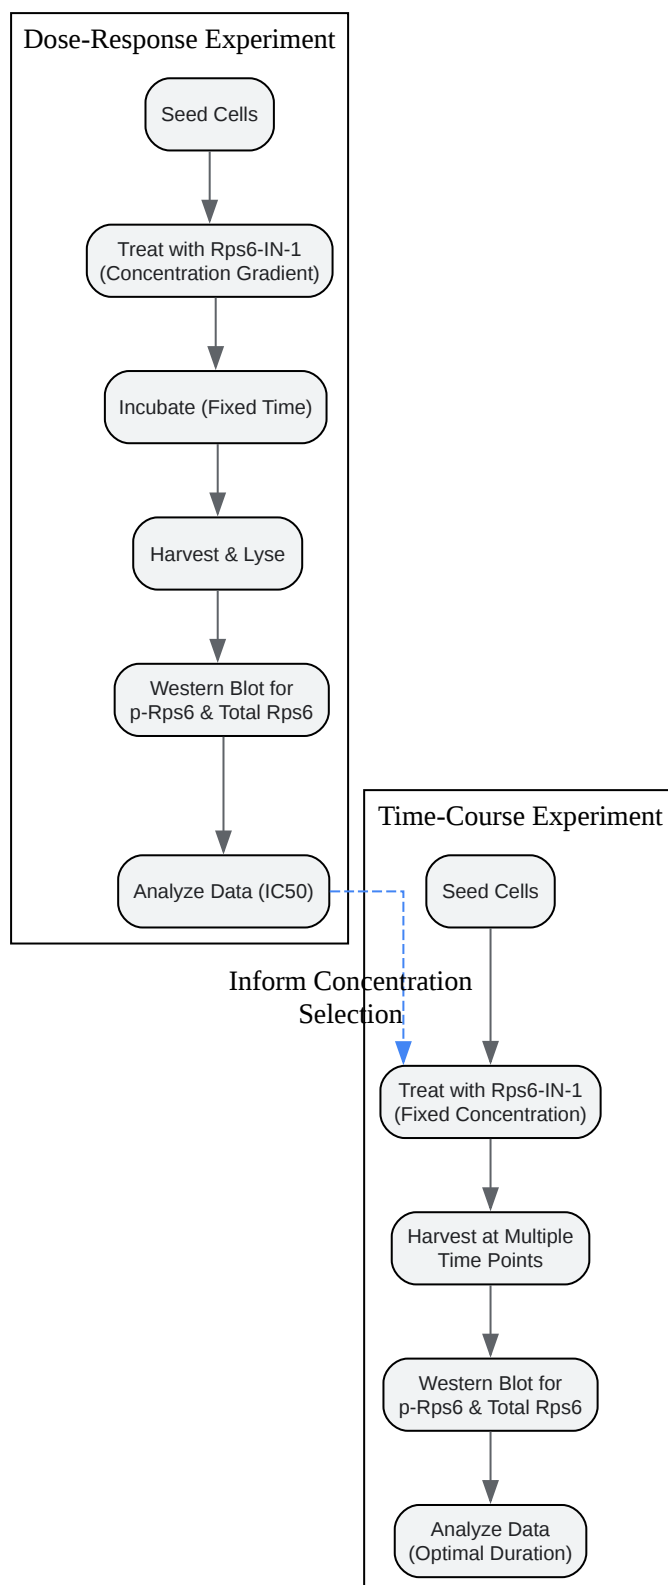 Dose-Response Experiment
Seed Cells
Treat with Rps6-IN-1
(Concentration Gradient)
Incubate (Fixed Time)
Harvest & Lyse
Western Blot for
p-Rps6 & Total Rps6
Analyze Data (IC50)
Inform Concentration
Selection
Time-Course Experiment
Seed Cells
Treat with Rps6-IN-1
(Fixed Concentration)
Harvest at Multiple
Time Points
Western Blot for
p-Rps6 & Total Rps6
Analyze Data
(Optimal Duration)